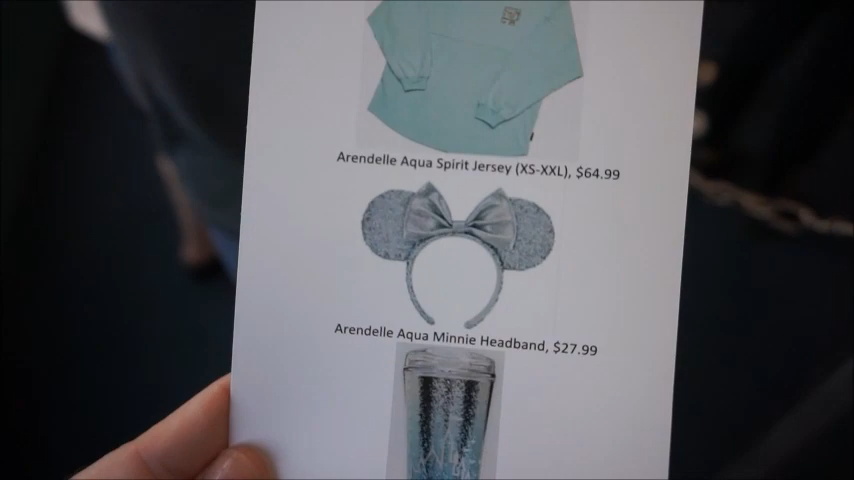 Arendelle Aqua Spirit Jersey (XS-XXL), $64.99
Arendelle Aqua Minnie Headband, $27.99